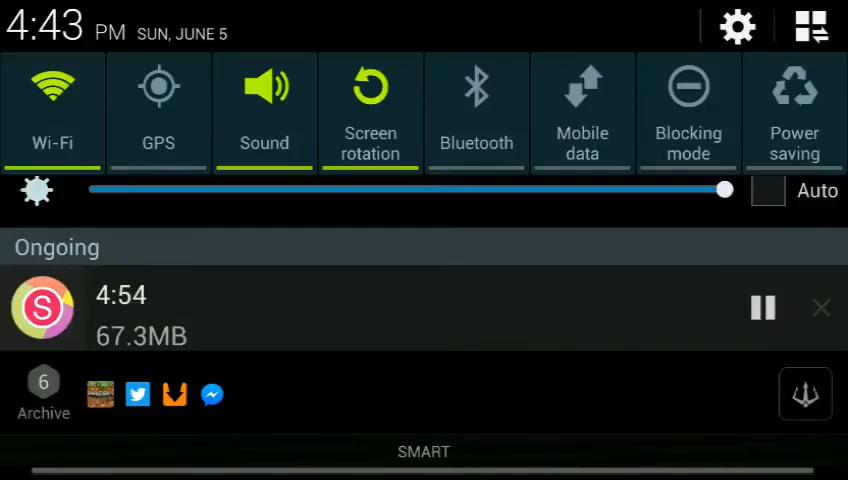 4:43 PM SUN, JUNE 5
Wi-Fi GPS Sound Screen rotation Bluetooth Mobile data Blocking mode Power saving
Auto
Ongoing
S
4:54
67.3MB
6
Archive
SMART